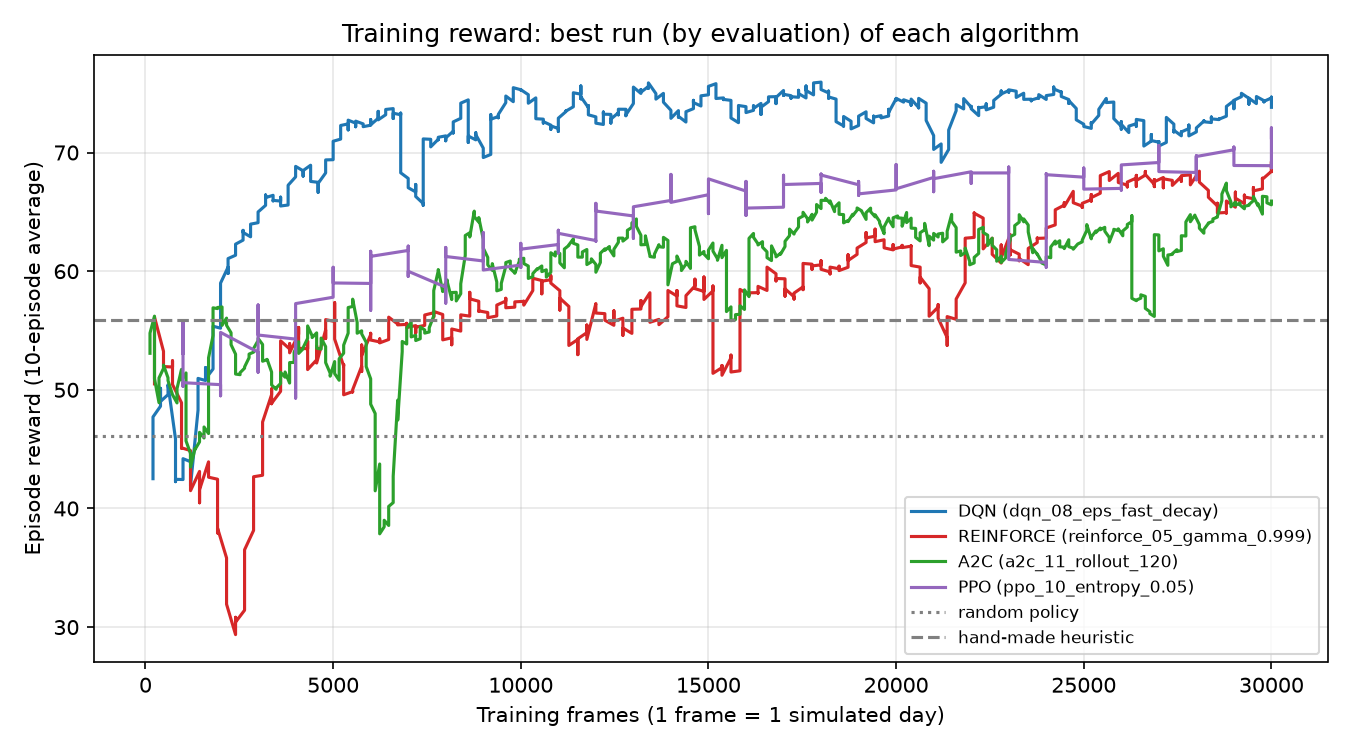 Training reward: best run (by evaluation) of each algorithm
Episode reward (10-episode average)
70
60
50
40
30
0
5000
10000
15000
20000
25000
30000
Training frames (1 frame = 1 simulated day)
DQN (dqn_08_eps_fast_decay)
REINFORCE (reinforce_05_gamma_0.999)
A2C (a2c_11_rollout_120)
PPO (ppo_10_entropy_0.05)
random policy
hand-made heuristic